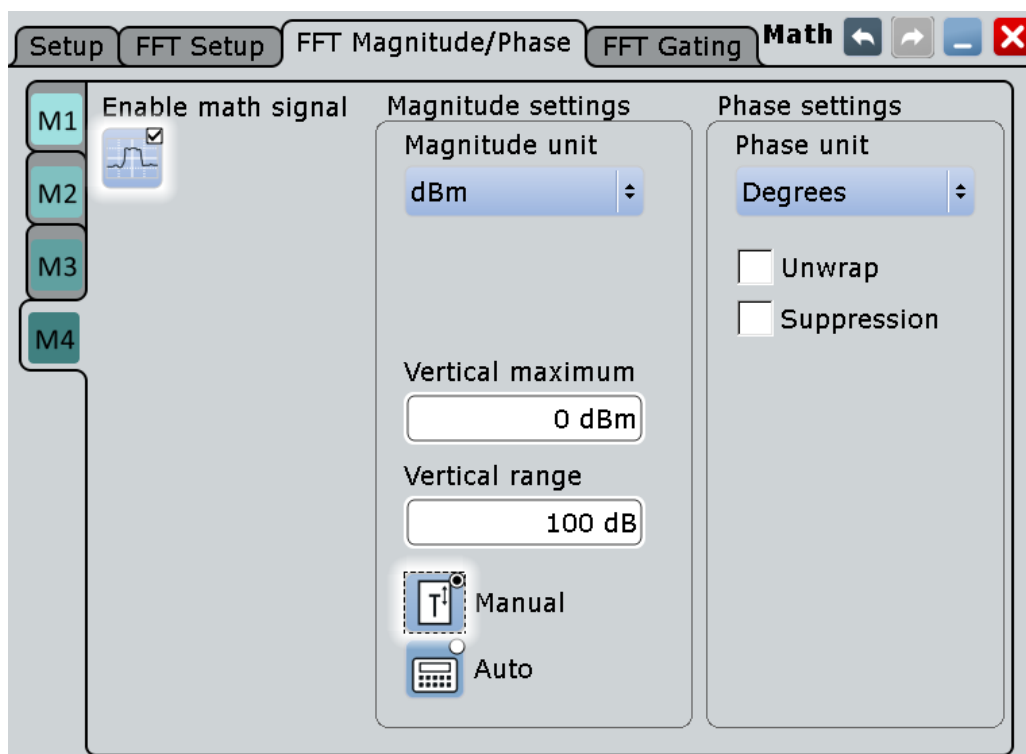 Setup FFT Setup FFT Magnitude/Phase FFT Gating Math
M1
M2
M3
M4
Enable math signal
Magnitude settings
Magnitude unit
dBm
Vertical maximum
0 dBm
Vertical range
100 dB
T
Manual
Auto
Phase settings
Phase unit
Degrees
Unwrap
Suppression